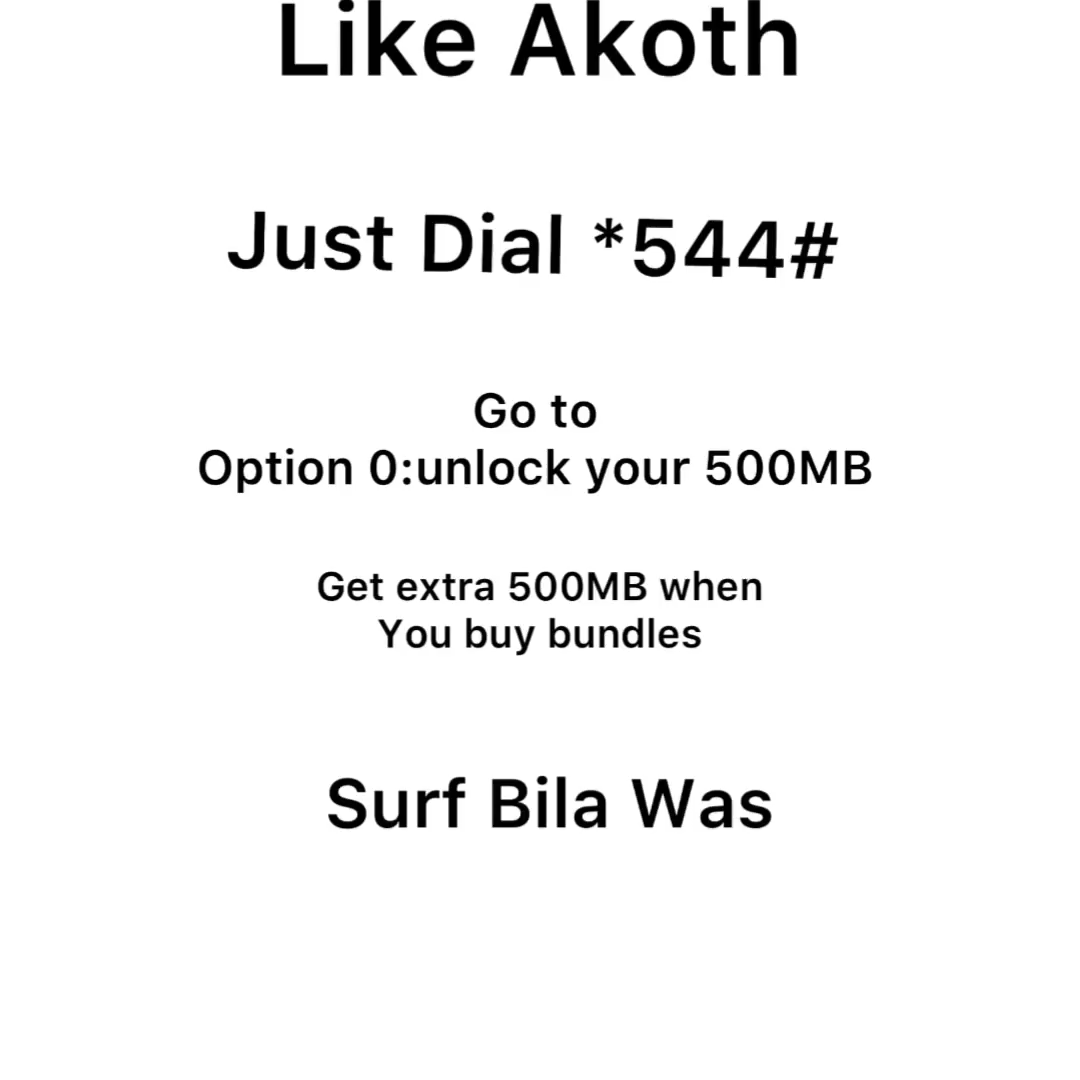 Like Akoth
Just Dial *544#
Go to
Option 0:unlock your 500MB
Get extra 500MB when
You buy bundles
Surf Bila Was